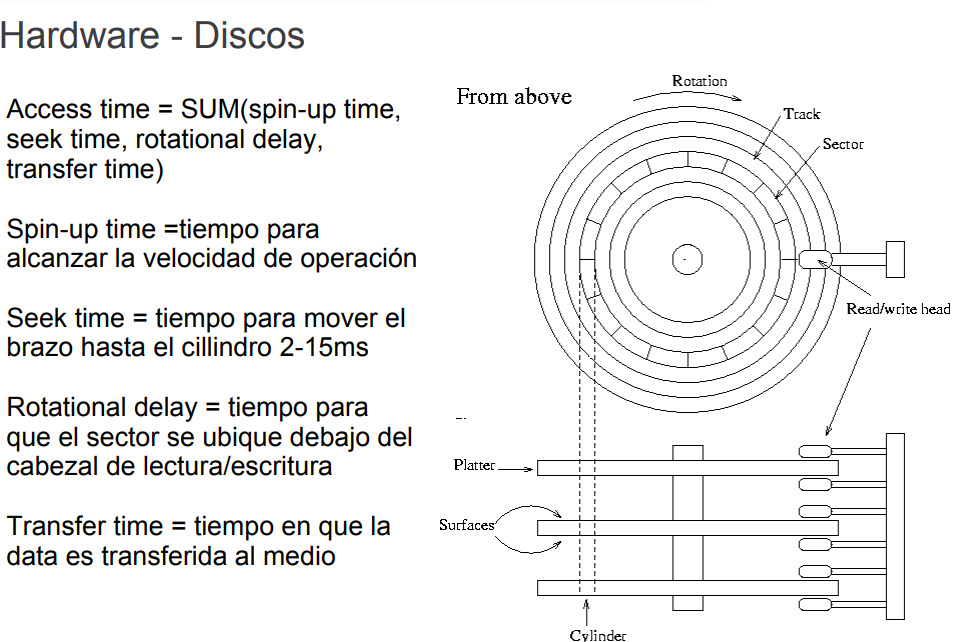 Hardware - Discos
Access time = SUM(spin-up time,
seek time, rotational delay,
transfer time)
Spin-up time =tiempo para
alcanzar la velocidad de operación
Seek time = tiempo para mover el
brazo hasta el cillindro 2-15ms
Rotational delay = tiempo para
que el sector se ubique debajo del
cabezal de lectura/escritura
Transfer time = tiempo en que la
data es transferida al medio
From above
Rotation
Track
Sector
Read/write head
Platter
Surfaces
Cylinder